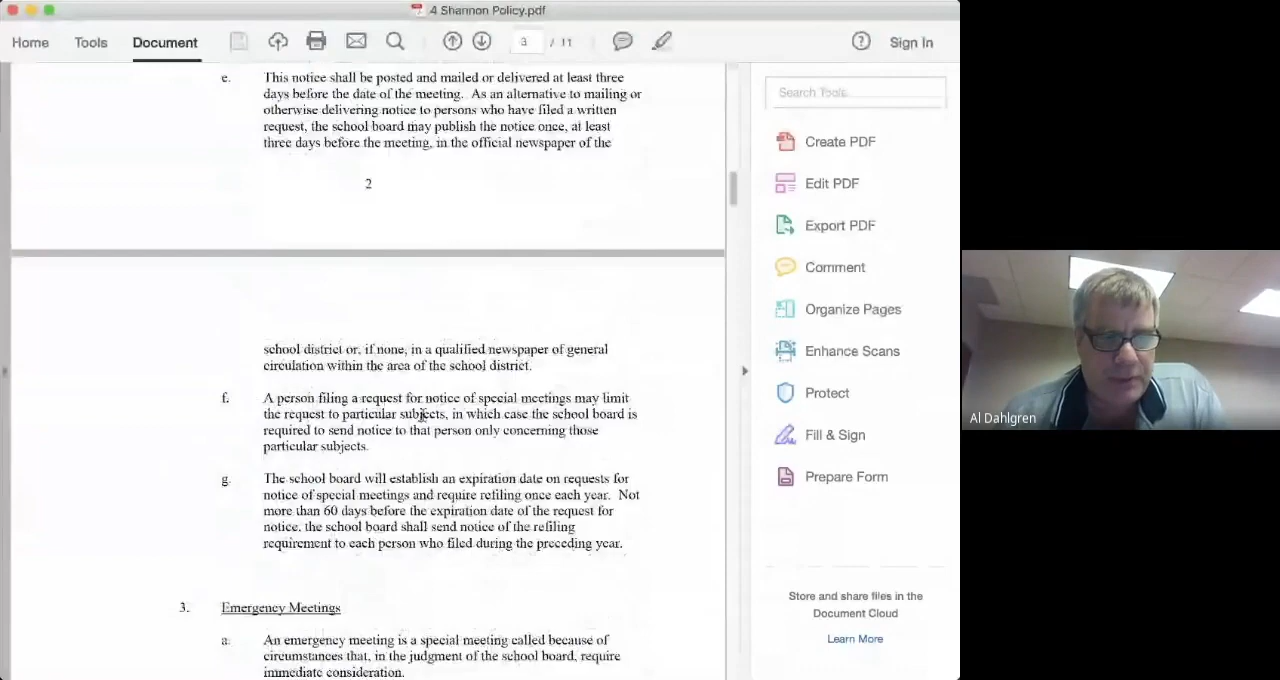 4 Shannon Policy.pdf
Home Tools Document 3 / 11 Sign In
e. This notice shall be posted and mailed or delivered at least three
days before the date of the meeting. As an alternative to mailing or
otherwise delivering notice to persons who have filed a written
request, the school board may publish the notice once, at least
three days before the meeting, in the official newspaper of the
2
school district or, if none, in a qualified newspaper of general
circulation within the area of the school district.
f. A person filing a request for notice of special meetings may limit
the request to particular subjects, in which case the school board is
required to send notice to that person only concerning those
particular subjects.
g. The school board will establish an expiration date on requests for
notice of special meetings and require refiling once each year. Not
more than 60 days before the expiration date of the request for
notice, the school board shall send notice of the refiling
requirement to each person who filed during the preceding year.
3. Emergency Meetings
a. An emergency meeting is a special meeting called because of
circumstances that, in the judgment of the school board, require
immediate consideration.
Search Tools
Create PDF
Edit PDF
Export PDF
Comment
Organize Pages
Enhance Scans
Protect
Fill & Sign
Prepare Form
Store and share files in the
Document Cloud
Learn More
Al Dahlgren